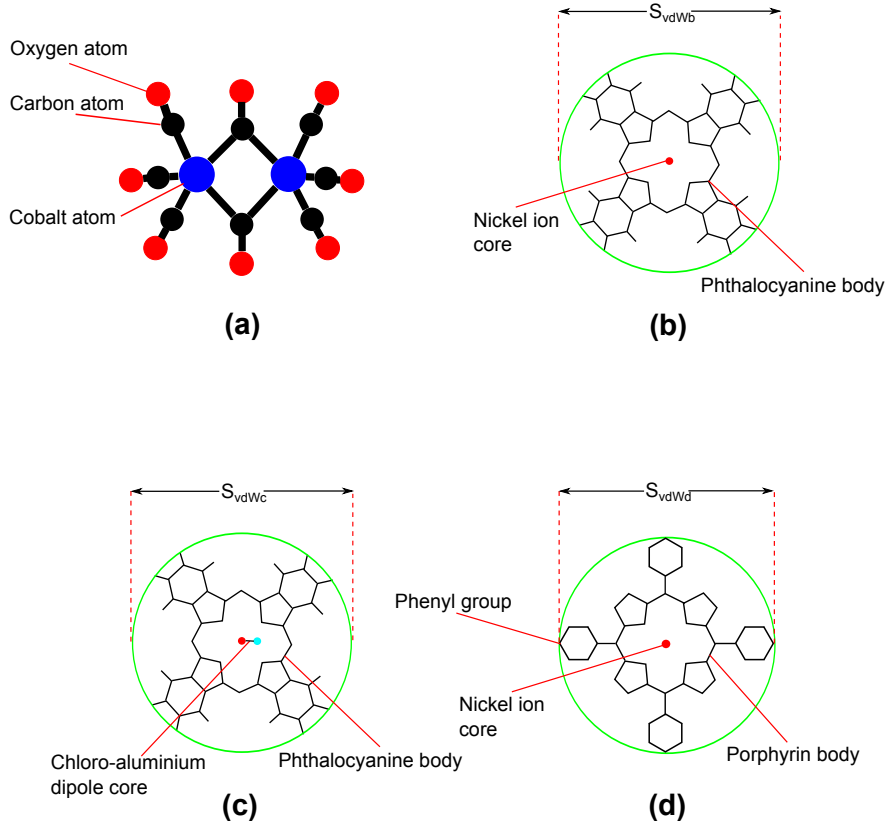 Oxygen atom
Carbon atom
Cobalt atom
(a)
SvdWb
Nickel ion
core
Phthalocyanine body
(b)
SvdWc
Chloro-aluminium
dipole core
Phthalocyanine body
(c)
SvdWd
Phenyl group
Nickel ion
core
Porphyrin body
(d)